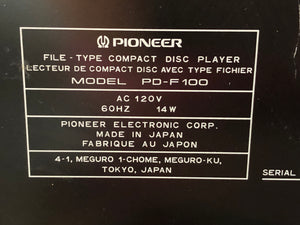 PIONEER
FILE-TYPE COMPACT DISC PLAYER
LECTEUR DE COMPACT DISC AVEC TYPE FICHIER
MODEL PD-F100
AC 120V
60HZ 14W
PIONEER ELECTRONIC CORP.
MADE IN JAPAN
FABRIQUE AU JAPON
4-1, MEGURO 1-CHOME, MEGURO-KU,
TOKYO, JAPAN
SERIAL